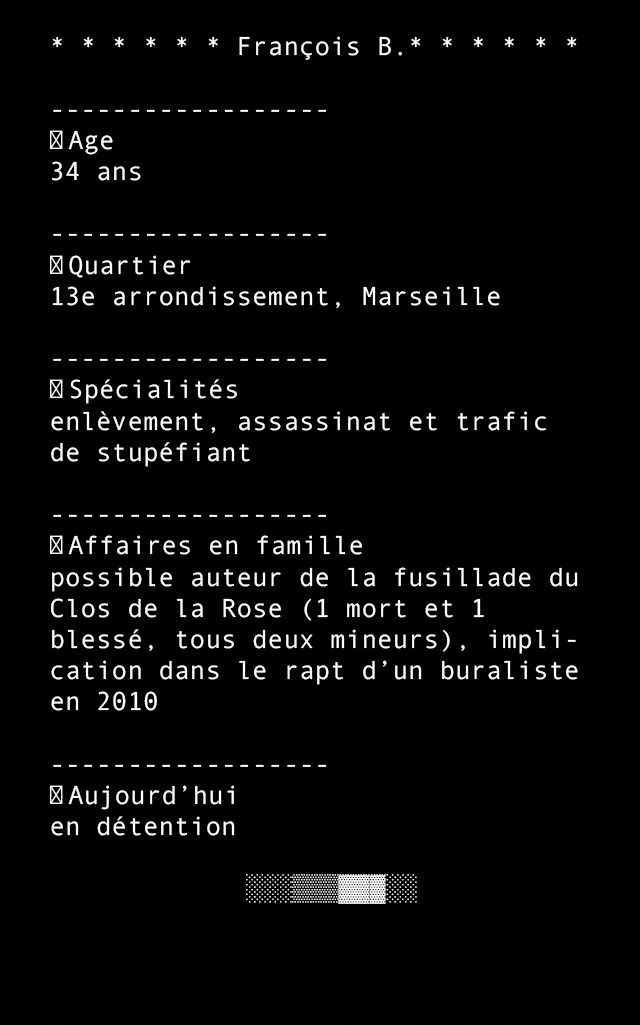 * * * * * * François B.* * * * * *
------------------
Age
34 ans
------------------
Quartier
13e arrondissement, Marseille
------------------
Spécialités
enlèvement, assassinat et trafic
de stupéfiant
------------------
Affaires en famille
possible auteur de la fusillade du
Clos de la Rose (1 mort et 1
blessé, tous deux mineurs), impli-
cation dans le rapt d’un buraliste
en 2010
------------------
Aujourd’hui
en détention